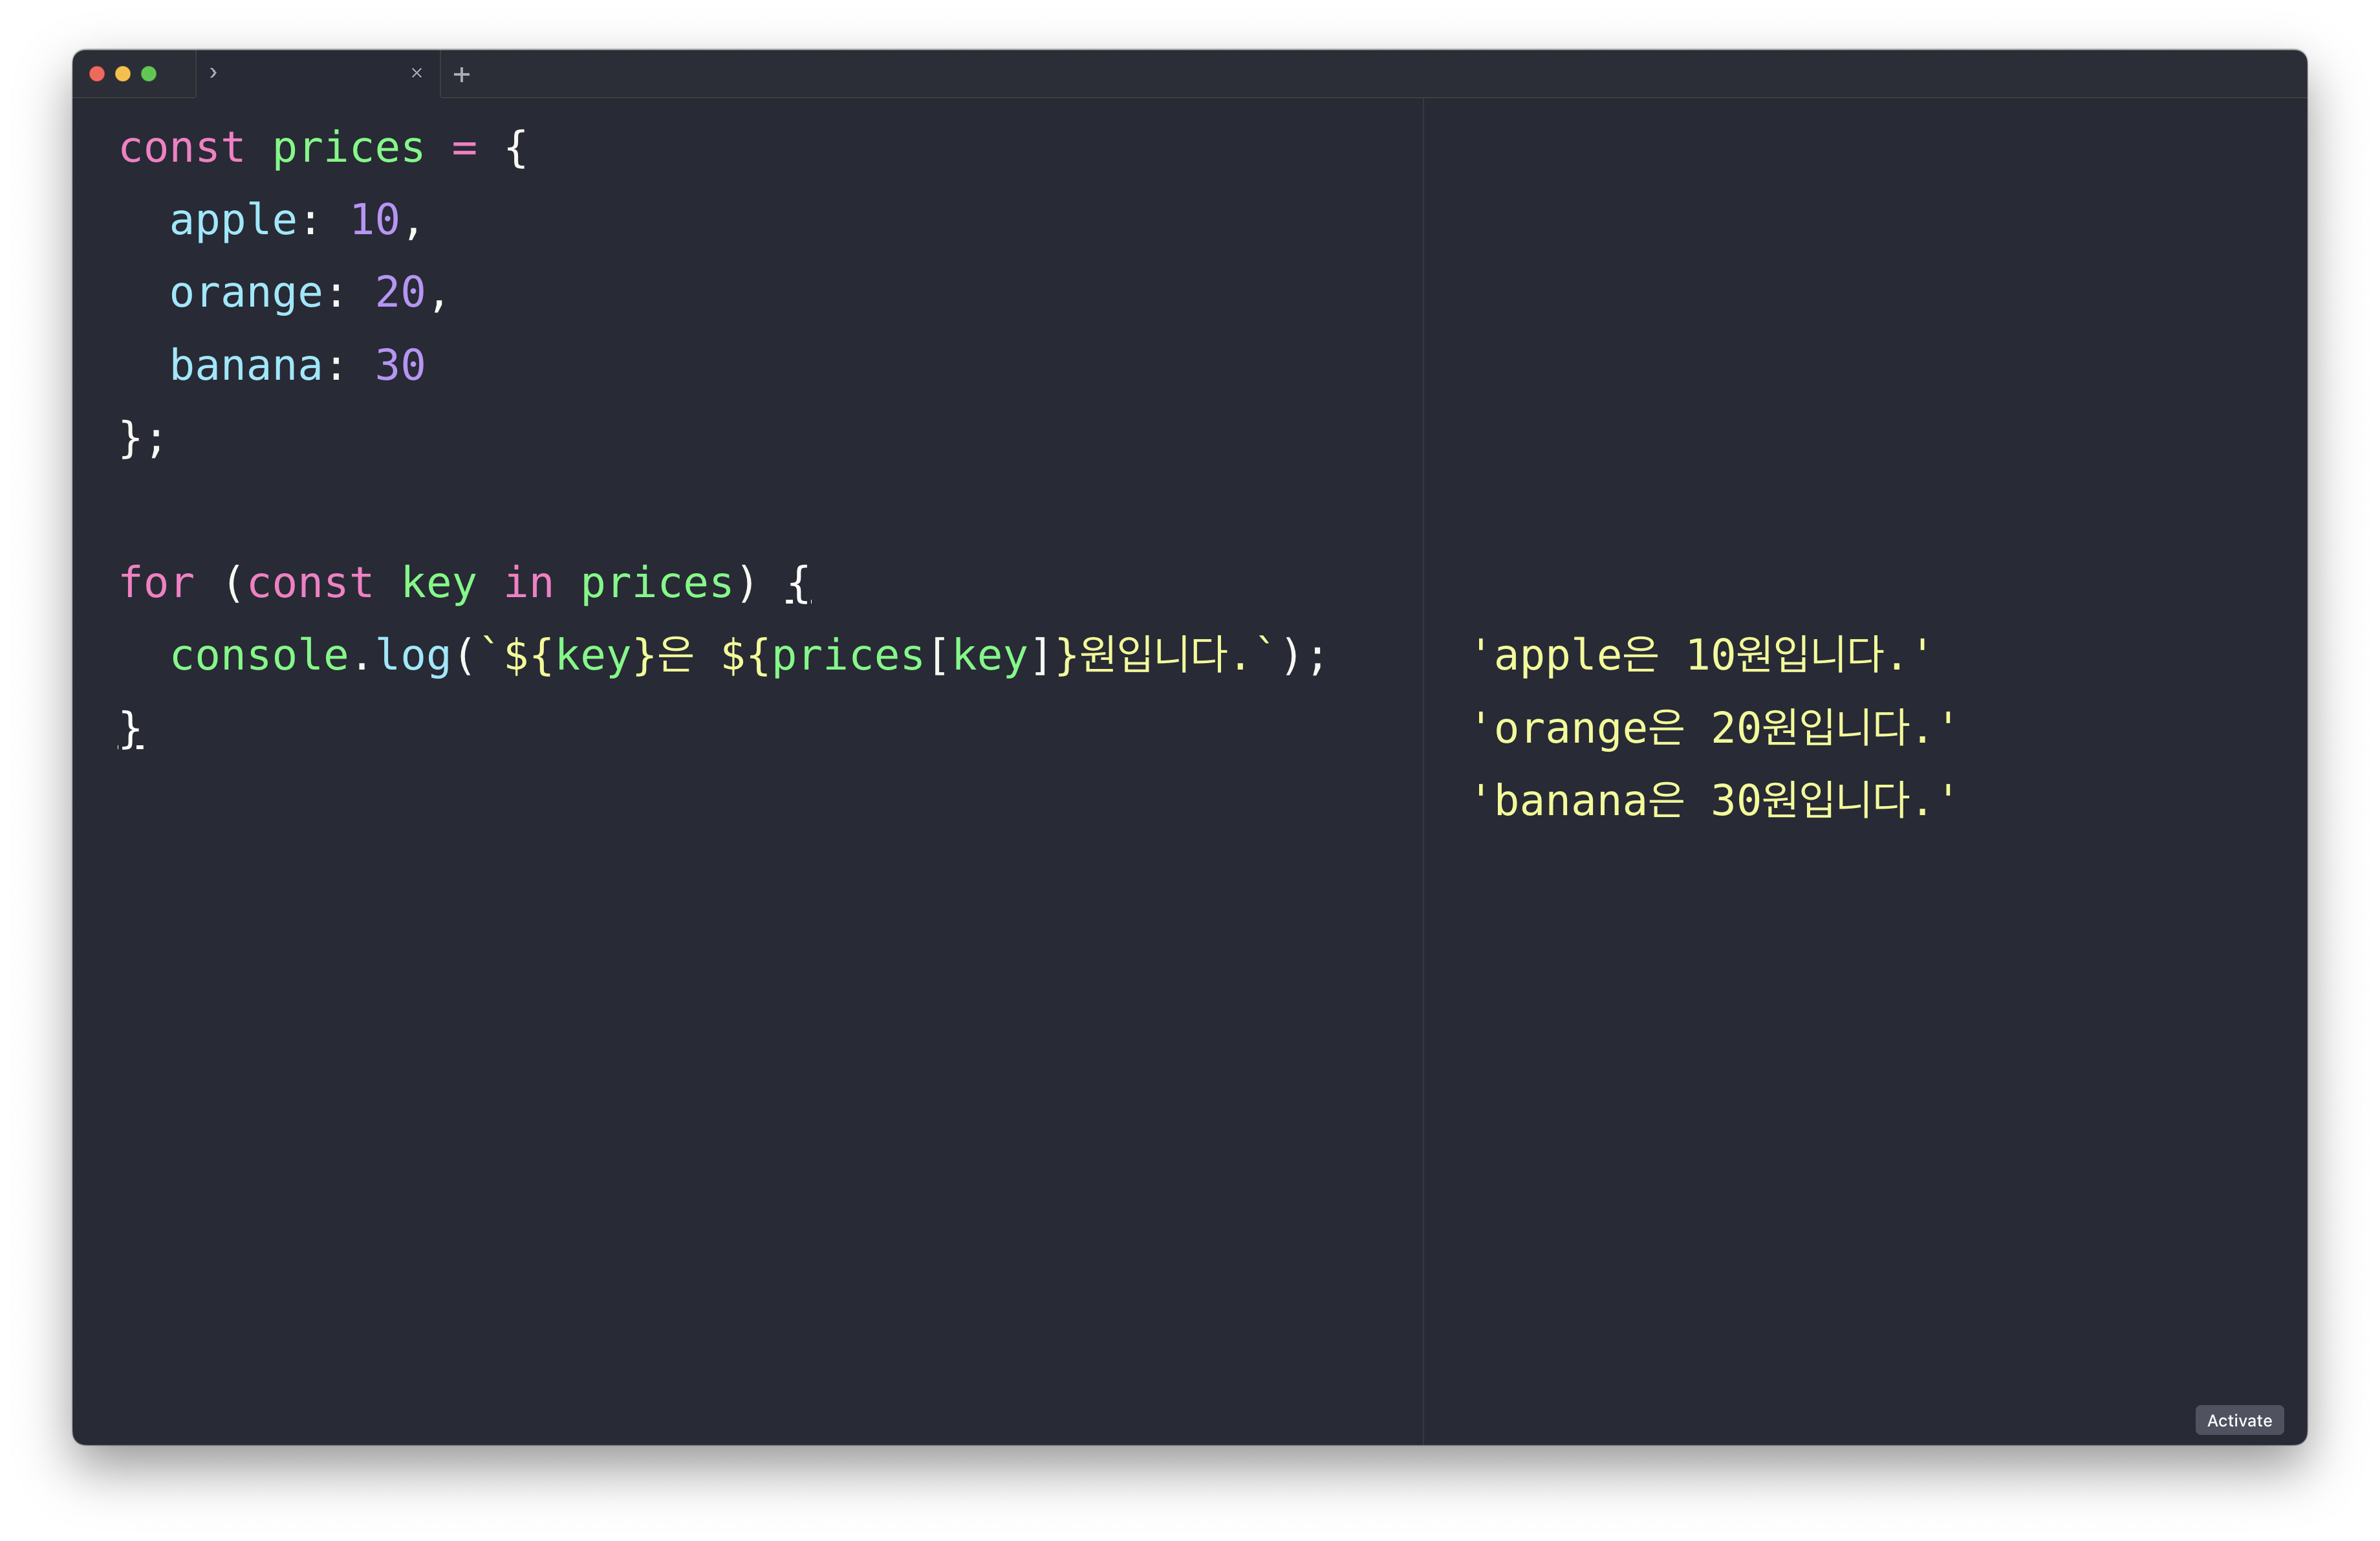 const prices = {
  apple: 10,
  orange: 20,
  banana: 30
};
for (const key in prices) {
  console.log(`${key}은 ${prices[key]}원입니다.`);
}
'apple은 10원입니다.'
'orange은 20원입니다.'
'banana은 30원입니다.'
Activate